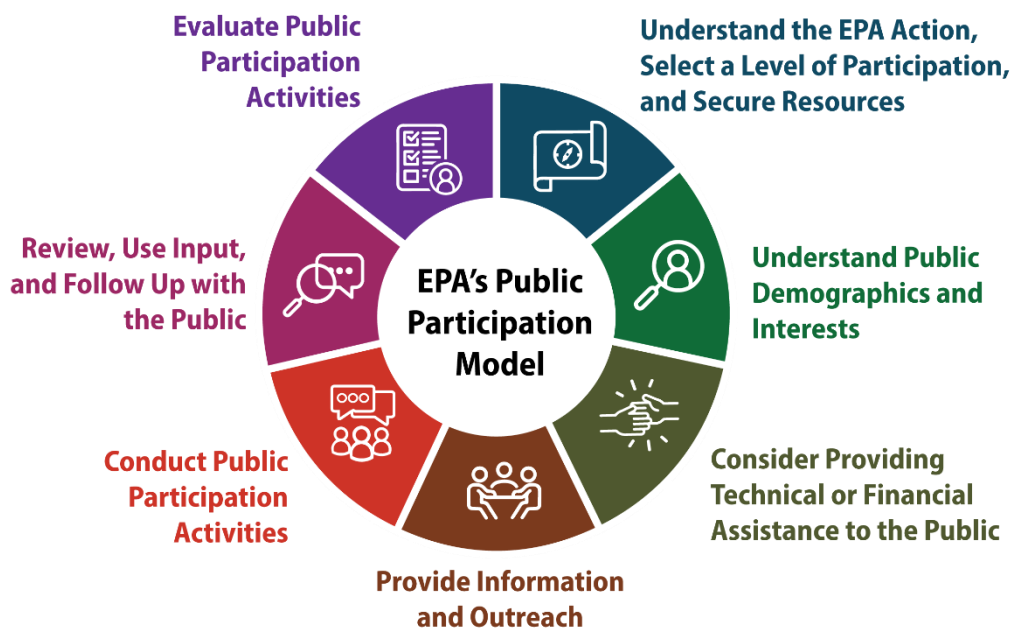 EPA's Public
Participation
Model
Understand the EPA Action,
Select a Level of Participation,
and Secure Resources
Understand Public
Demographics and
Interests
Consider Providing
Technical or Financial
Assistance to the Public
Provide Information
and Outreach
Conduct Public
Participation
Activities
Review, Use Input,
and Follow Up with
the Public
Evaluate Public
Participation
Activities